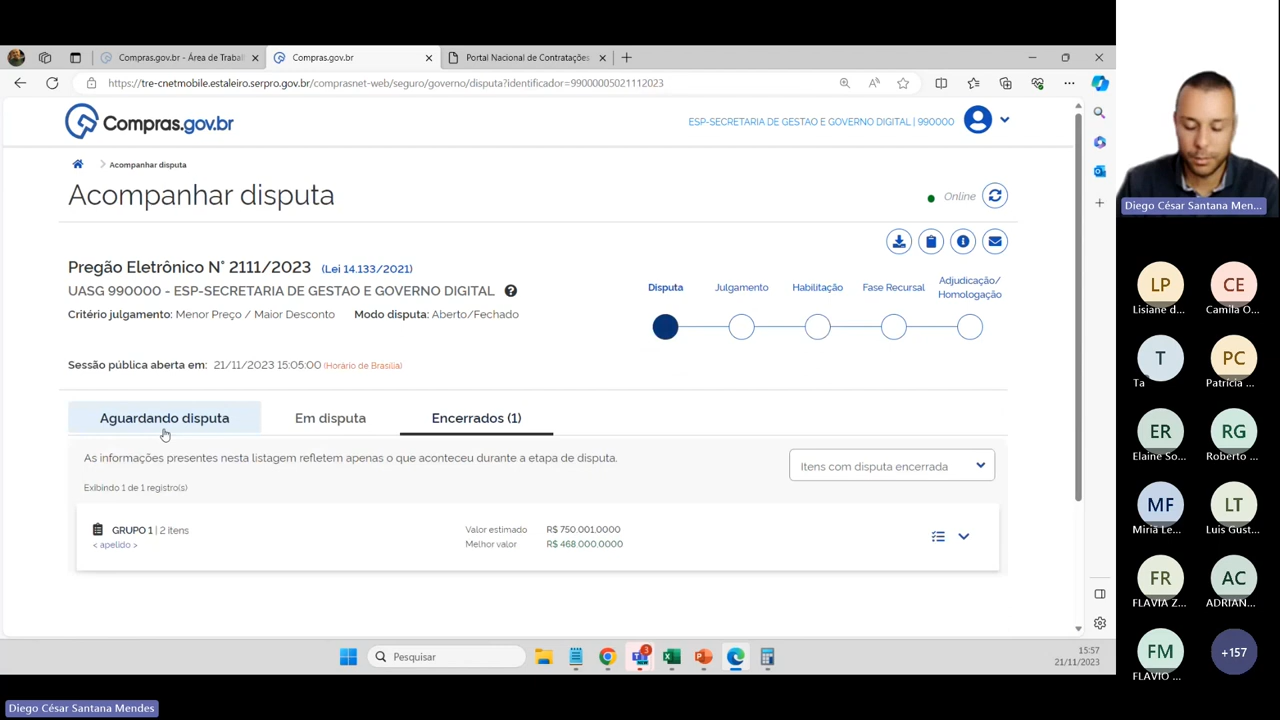 Compras.gov.br - Área de Trabal
Compras.gov.br
Portal Nacional de Contratações
https://tre-cnetmobile.estaleiro.serpro.gov.br/comprasnet-web/seguro/governo/disputa?identificador=99000005021112023
Compras.gov.br
ESP-SECRETARIA DE GESTAO E GOVERNO DIGITAL | 990000
Acompanhar disputa
Acompanhar disputa
Online
Pregão Eletrônico N° 2111/2023 (Lei 14.133/2021)
UASG 990000 - ESP-SECRETARIA DE GESTAO E GOVERNO DIGITAL
Critério julgamento: Menor Preço / Maior Desconto Modo disputa: Aberto/Fechado
Disputa
Julgamento
Habilitação
Fase Recursal
Adjudicação/
Homologação
Sessão pública aberta em: 21/11/2023 15:05:00 (Horário de Brasília)
Aguardando disputa Em disputa Encerrados (1)
As informações presentes nesta listagem refletem apenas o que aconteceu durante a etapa de disputa.
Itens com disputa encerrada
Exibindo 1 de 1 registro(s)
GRUPO 1 | 2 itens
< apelido >
Valor estimado R$ 750.001,0000
Melhor valor R$ 468.000,0000
Pesquisar
3
15:57
21/11/2023
Diego César Santana Men...
LP
Lisiane d...
CE
Camila O...
T
Ta
PC
Patrícia ...
ER
Elaine So...
RG
Roberto ...
MF
Miriã Le...
LT
Luis Gust...
FR
FLAVIA Z...
AC
ADRIAN...
FM
FLAVIO ...
+157
Diego César Santana Mendes